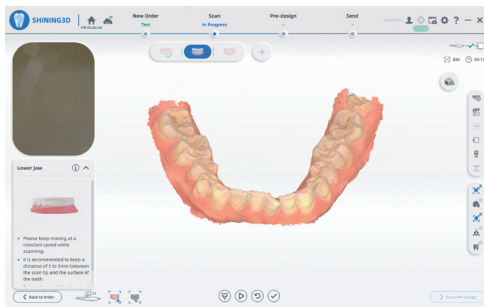 SHINING3D
New Order
Test
Scan
In Progress
Pre-design
-
Send
-
Lower Jaw
• Please keep moving at a
constant speed while
scanning.
• It is recommended to keep a
distance of 3 to 5mm between
the scan tip and the surface of
the teeth.
Back to Order